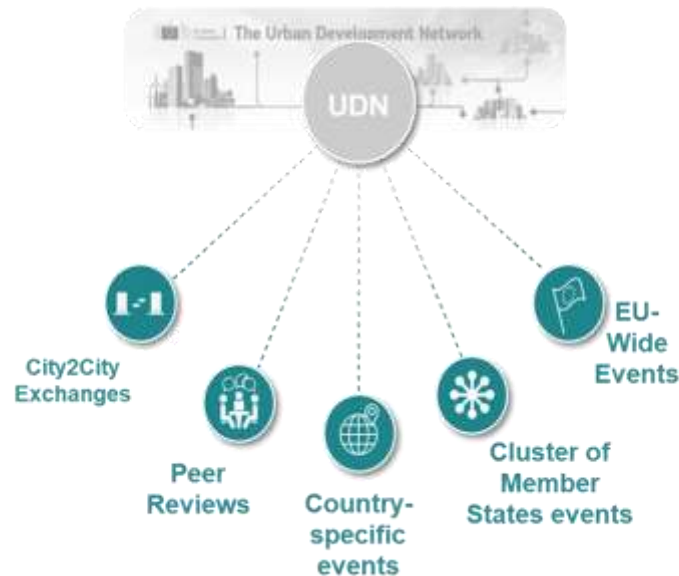 The Urban Development Network
UDN
City2City
Exchanges
Peer
Reviews
Country-
specific
events
Cluster of
Member
States events
EU-
Wide
Events